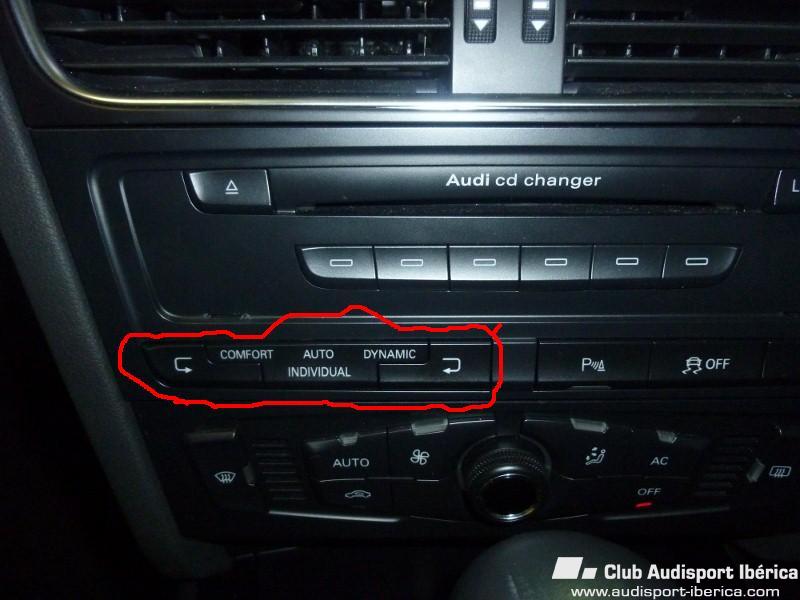 Audi cd changer
L
COMFORT AUTO DYNAMIC
INDIVIDUAL
P OFF
AUTO AC
OFF
Club Audisport Ibérica
www.audisport-iberica.com